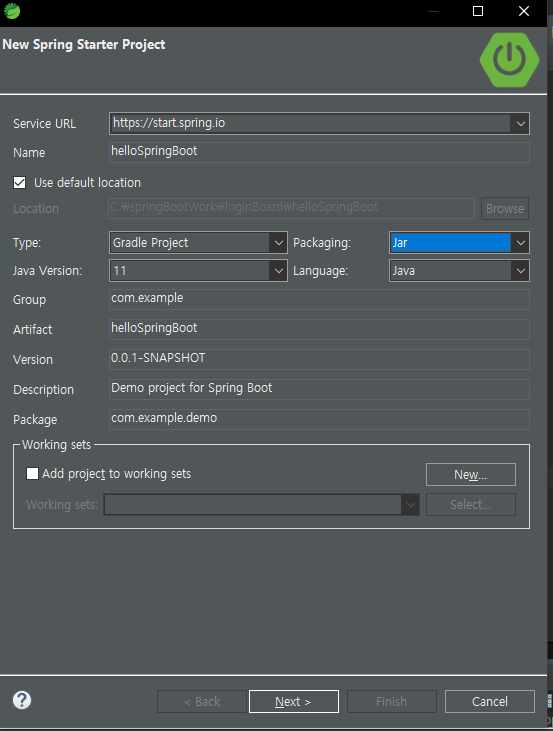 New Spring Starter Project
Service URL https://start.spring.io
Name helloSpringBoot
Use default location
Location C:₩springBootWork₩loginBoard₩helloSpringBoot Browse
Type: Gradle Project Packaging: Jar
Java Version: 11 Language: Java
Group com.example
Artifact helloSpringBoot
Version 0.0.1-SNAPSHOT
Description Demo project for Spring Boot
Package com.example.demo
Working sets
Add project to working sets New...
Working sets: Select...
? < Back Next > Finish Cancel